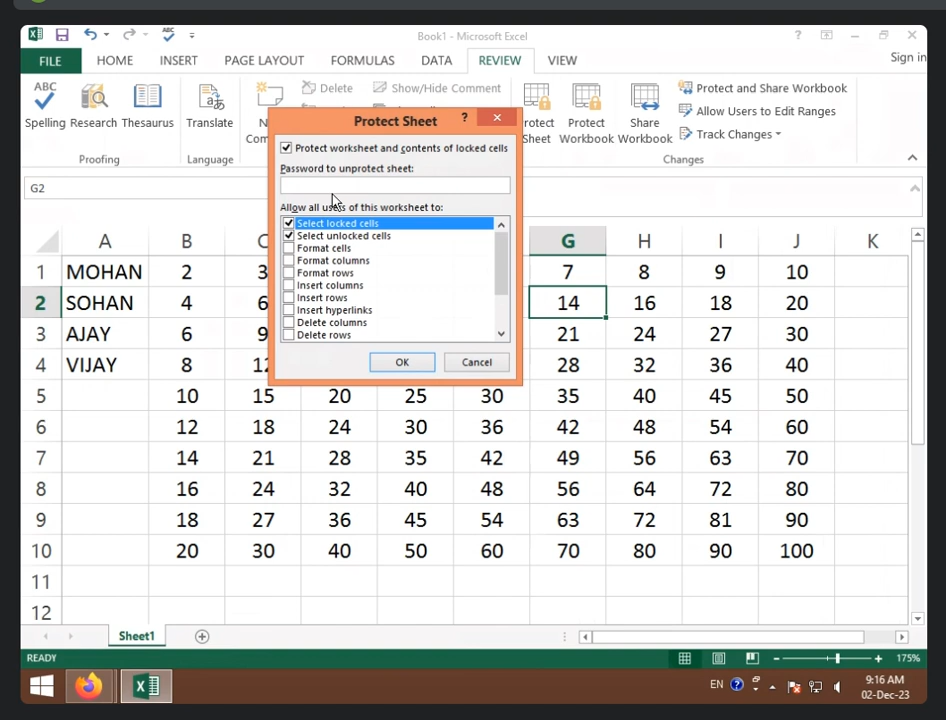 Book1 - Microsoft Excel
?
FILE HOME INSERT PAGE LAYOUT FORMULAS DATA REVIEW VIEW Sign in
ABC
Spelling Research Thesaurus
Proofing
Translate
Language
Delete
Show/Hide Comment
Protect Workbook
Share Workbook
Protect and Share Workbook
Allow Users to Edit Ranges
Track Changes
Changes
G2
Protect Sheet ?
Protect worksheet and contents of locked cells
Password to unprotect sheet:
Allow all users of this worksheet to:
Select locked cells
Select unlocked cells
Format cells
Format columns
Format rows
Insert columns
Insert rows
Insert hyperlinks
Delete columns
Delete rows
OK Cancel
A B C G H I J K
1 MOHAN 2 3 7 8 9 10
2 SOHAN 4 6 14 16 18 20
3 AJAY 6 9 21 24 27 30
4 VIJAY 8 12 28 32 36 40
5 10 15 20 25 30 35 40 45 50
6 12 18 24 30 36 42 48 54 60
7 14 21 28 35 42 49 56 63 70
8 16 24 32 40 48 56 64 72 80
9 18 27 36 45 54 63 72 81 90
10 20 30 40 50 60 70 80 90 100
11
12
Sheet1
READY 175%
EN 9:16 AM
02-Dec-23